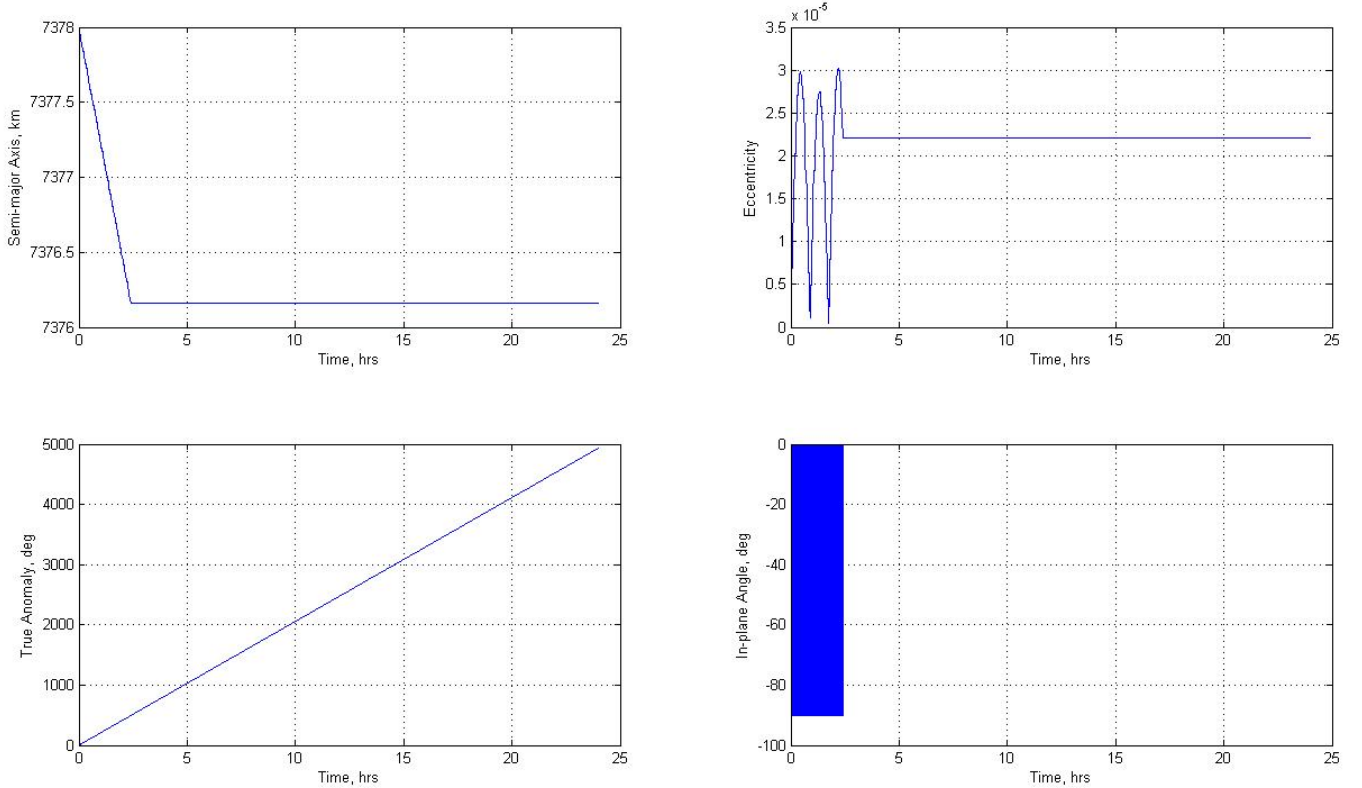 7378
7377.5
7377
7376.5
7376
Semi-major Axis, km
0 5 10 15 20 25
Time, hrs
x 10^-5
3.5
3
2.5
2
1.5
1
0.5
0
Eccentricity
0 5 10 15 20 25
Time, hrs
5000
4000
3000
2000
1000
0
True Anomaly, deg
0 5 10 15 20 25
Time, hrs
0
-20
-40
-60
-80
-100
In-plane Angle, deg
0 5 10 15 20 25
Time, hrs